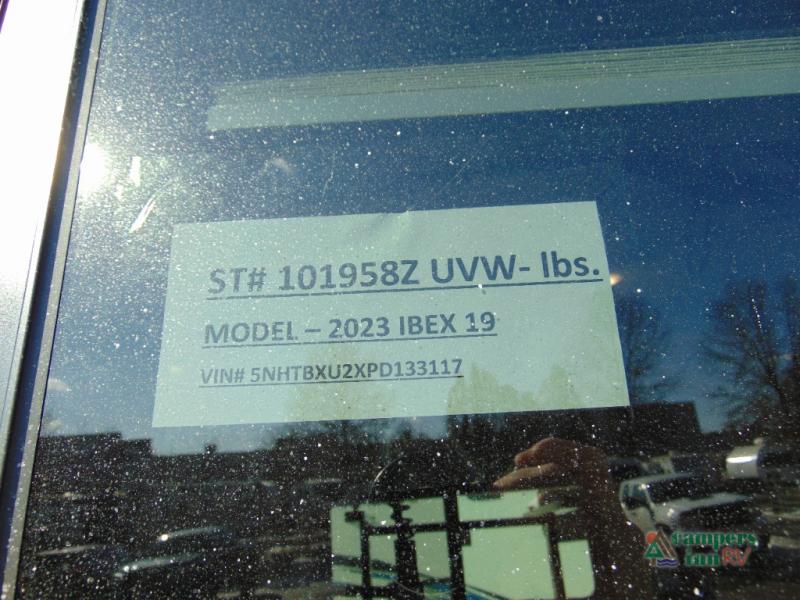 ST# 101958Z UVW- lbs.
MODEL – 2023 IBEX 19
VIN# 5NHTBXU2XPD133117
campers
inn RV